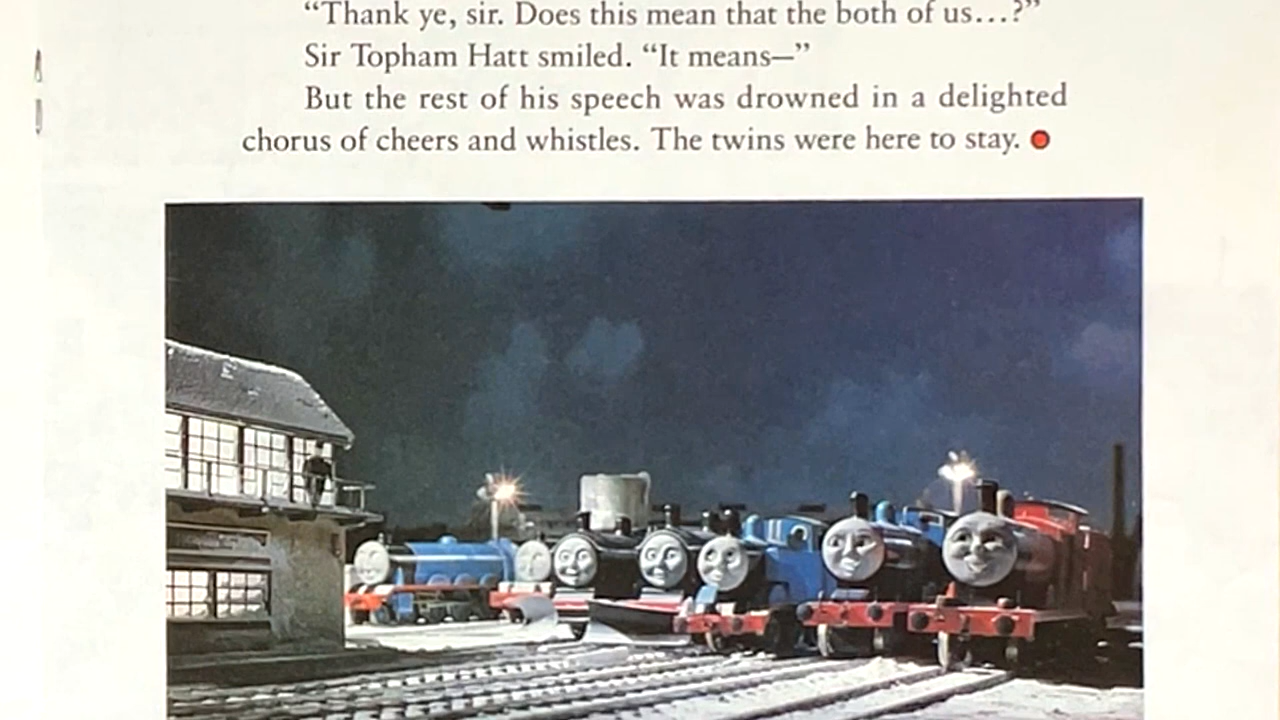 “Thank ye, sir. Does this mean that the both of us…?”
Sir Topham Hatt smiled. “It means—”
But the rest of his speech was drowned in a delighted
chorus of cheers and whistles. The twins were here to stay.